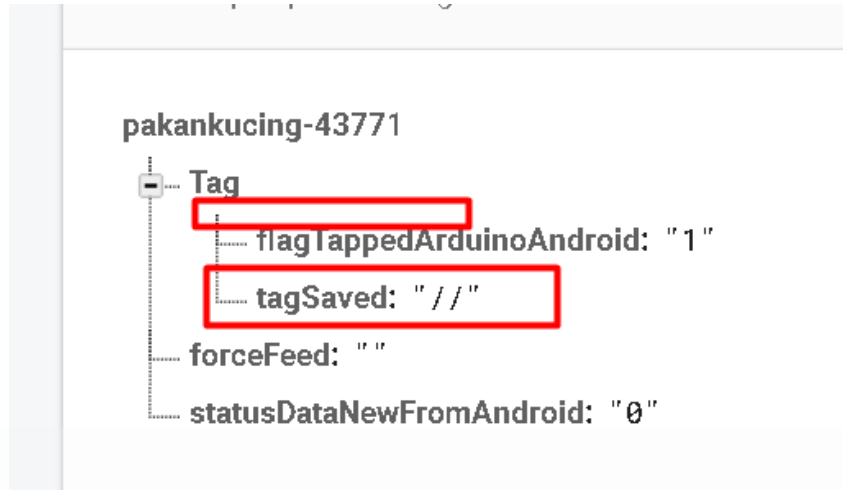 pakankucing-43771
Tag
flagTappedArduinoAndroid: "1"
tagSaved: "//"
forceFeed: ""
statusDataNewFromAndroid: "0"